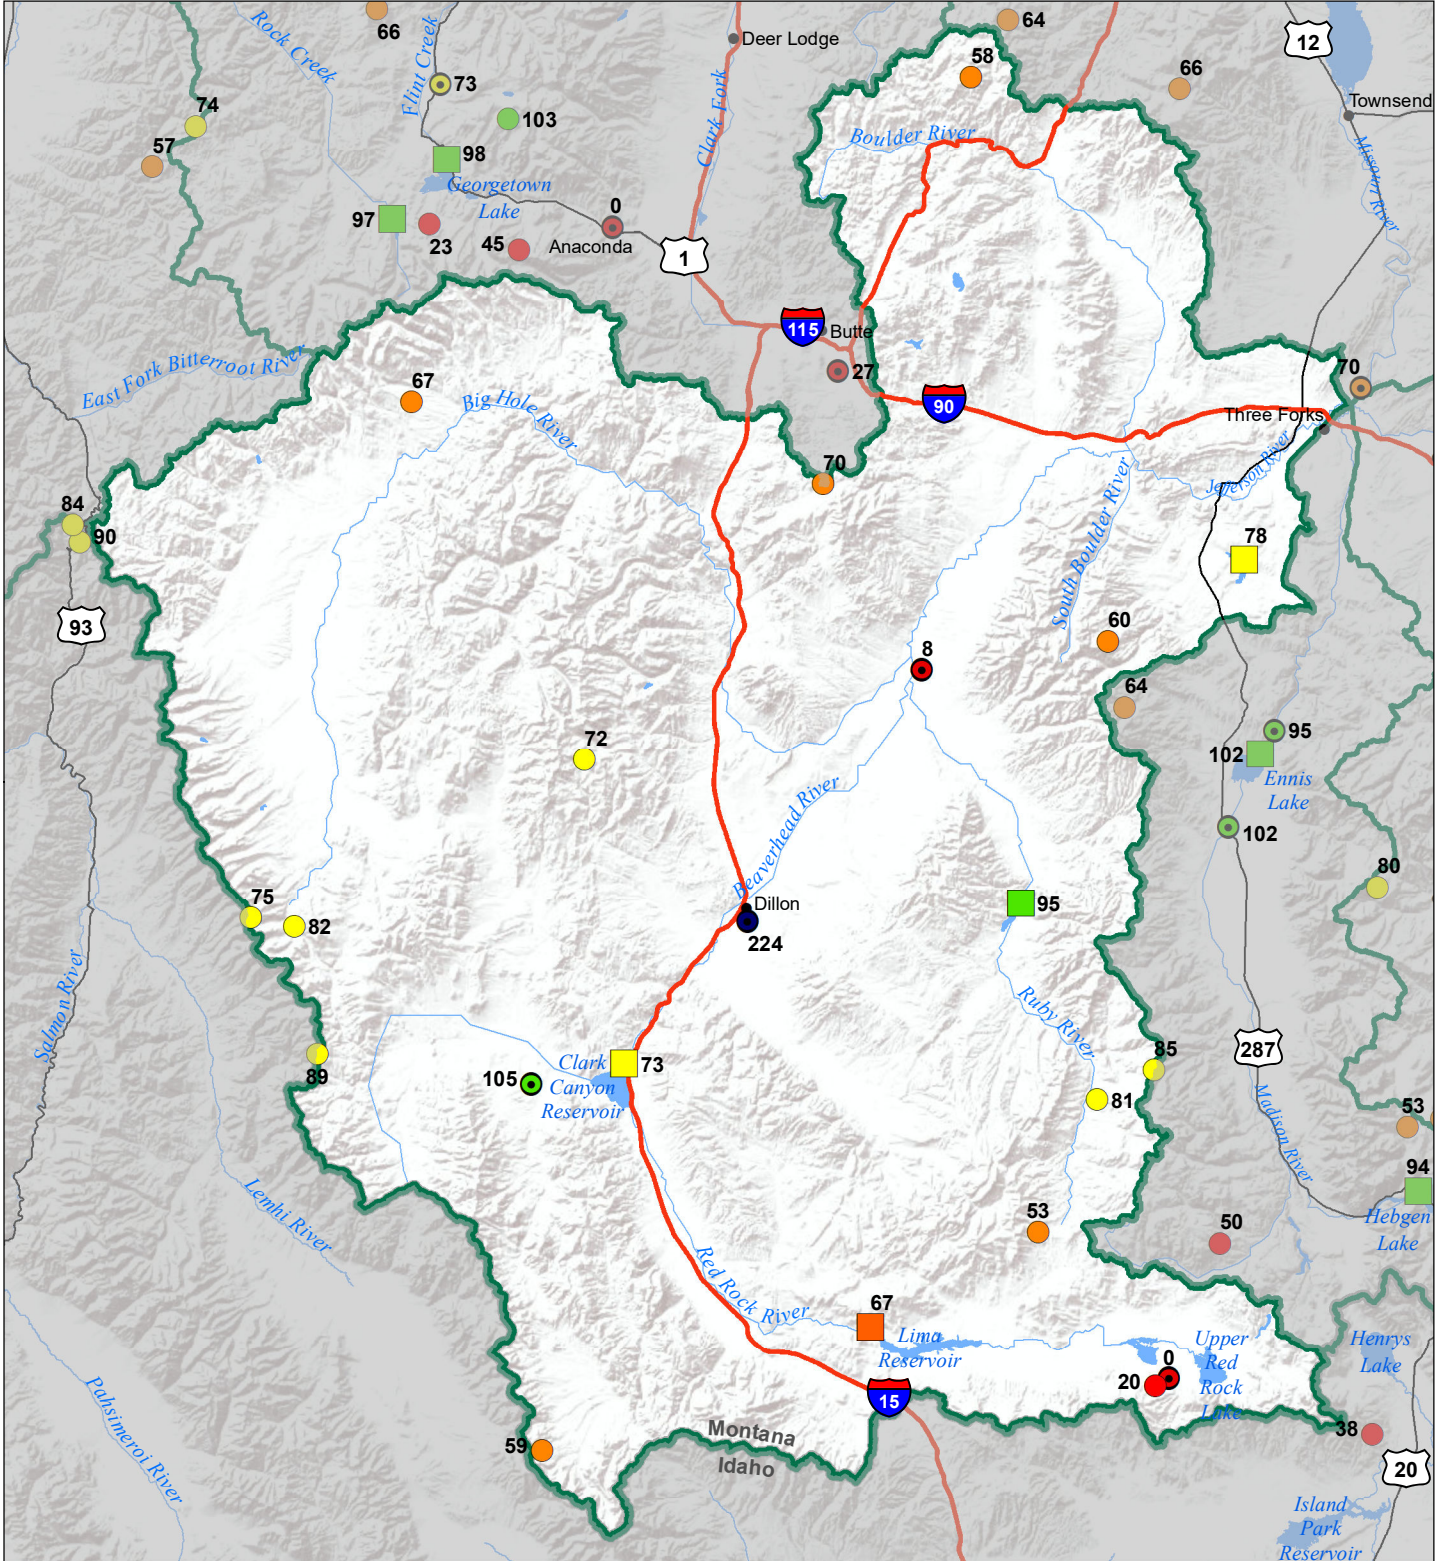 66
Rock Creek
Flint Creek
Deer Lodge
64
12
58
66
73
Townsend
74
103
Clark Fork
Boulder River
57
98
Missouri River
Georgetown
Lake
97
23
45
0
Anaconda
1
115
Butte
27
East Fork Bitterroot River
67
Big Hole River
90
70
Three Forks
Jefferson River
70
84
90
South Boulder River
78
93
60
8
64
72
95
102
Ennis
Lake
102
Beaverhead River
80
75
82
Dillon
224
95
Salmon River
Ruby River
287
89
Clark
Canyon
Reservoir
73
105
85
81
Madison River
53
94
Hebgen
Lake
Lemhi River
53
50
Red Rock River
67
Lima
Reservoir
Upper
Red
Rock
Lake
Henrys
Lake
0
20
15
Pahsimeroi River
Montana
Idaho
59
38
20
Island
Park
Reservoir